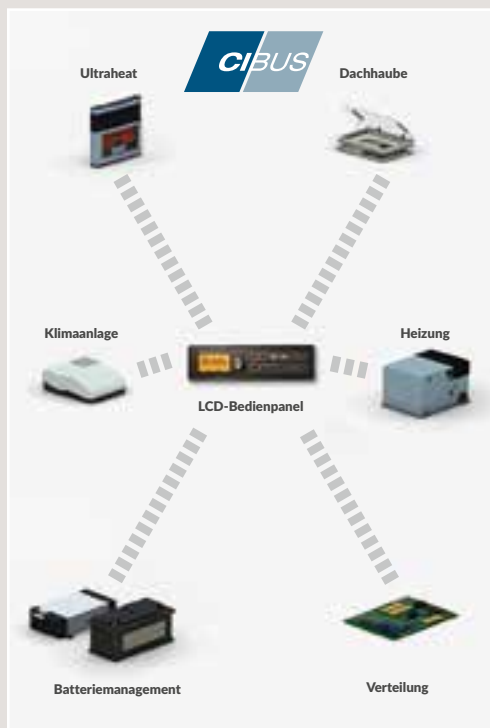 CIBUS
Ultraheat
Dachhaube
Klimaanlage
Heizung
LCD-Bedienpanel
Batteriemanagement
Verteilung